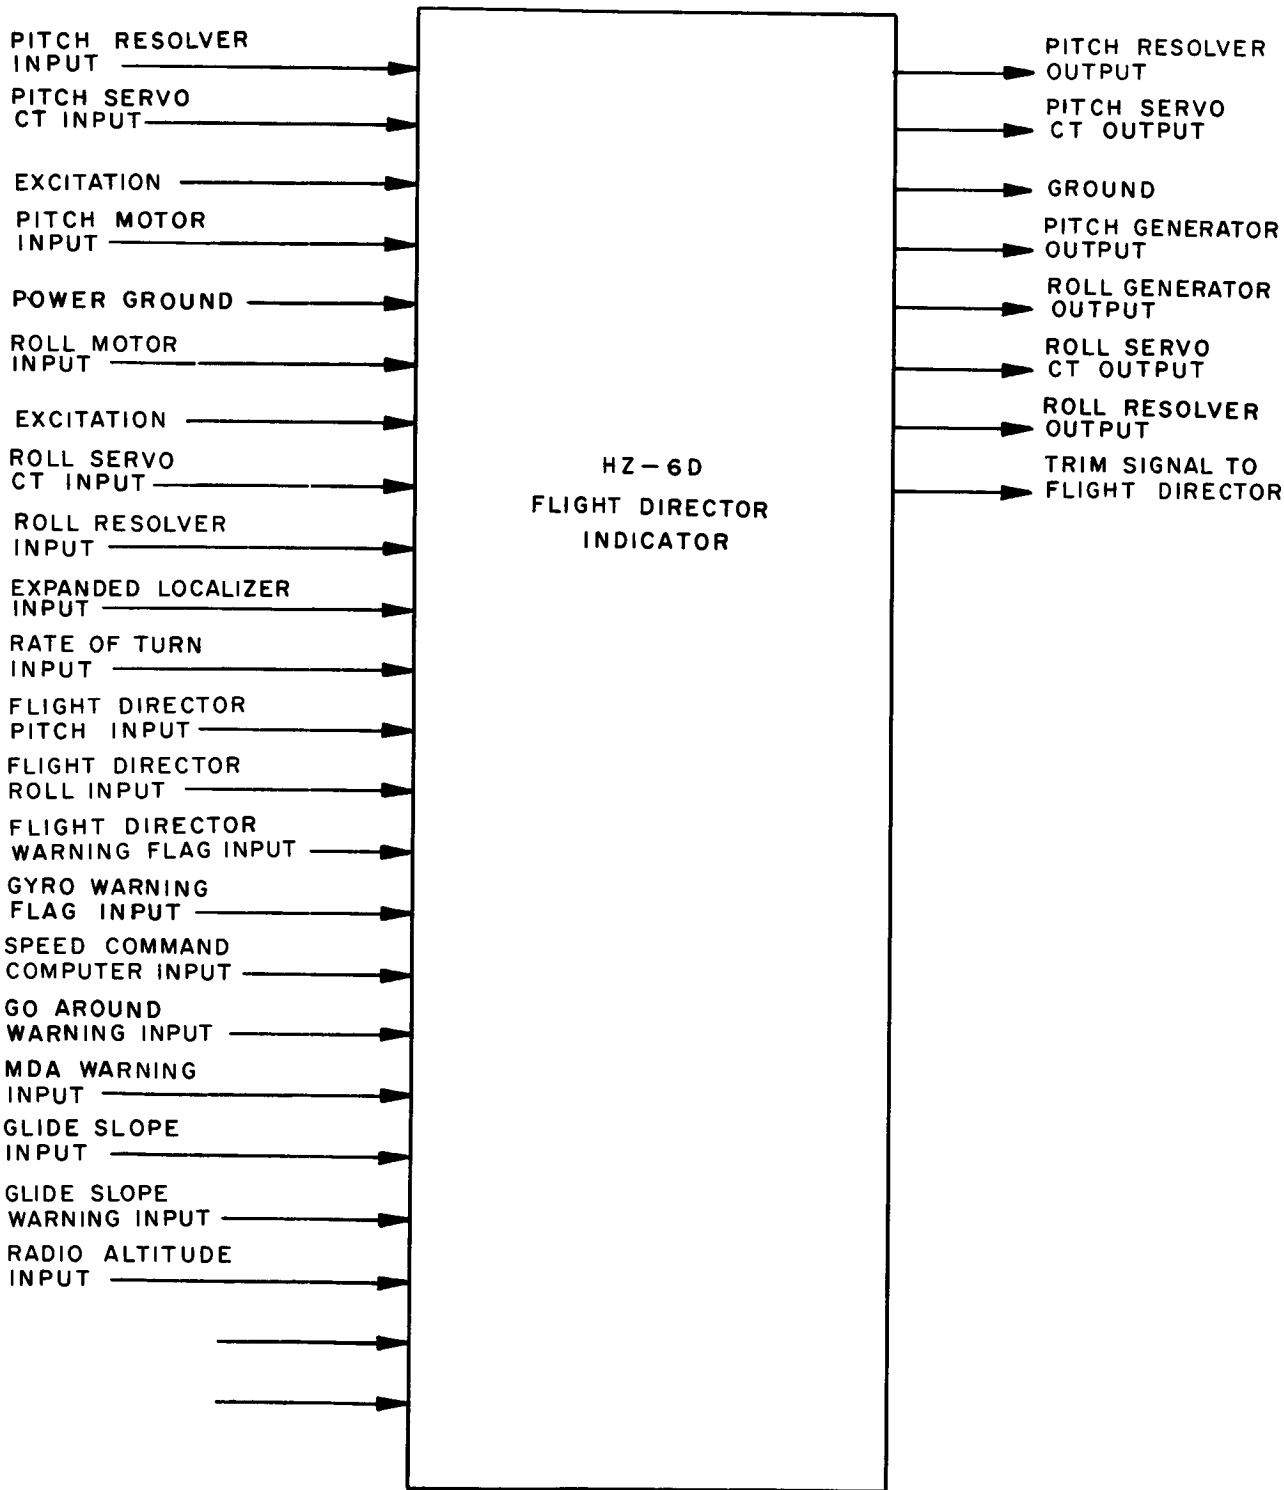 PITCH RESOLVER
INPUT
PITCH SERVO
CT INPUT
EXCITATION
PITCH MOTOR
INPUT
POWER GROUND
ROLL MOTOR
INPUT
EXCITATION
ROLL SERVO
CT INPUT
ROLL RESOLVER
INPUT
EXPANDED LOCALIZER
INPUT
RATE OF TURN
INPUT
FLIGHT DIRECTOR
PITCH INPUT
FLIGHT DIRECTOR
ROLL INPUT
FLIGHT DIRECTOR
WARNING FLAG INPUT
GYRO WARNING
FLAG INPUT
SPEED COMMAND
COMPUTER INPUT
GO AROUND
WARNING INPUT
MDA WARNING
INPUT
GLIDE SLOPE
INPUT
GLIDE SLOPE
WARNING INPUT
RADIO ALTITUDE
INPUT
HZ-6D
FLIGHT DIRECTOR
INDICATOR
PITCH RESOLVER
OUTPUT
PITCH SERVO
CT OUTPUT
GROUND
PITCH GENERATOR
OUTPUT
ROLL GENERATOR
OUTPUT
ROLL SERVO
CT OUTPUT
ROLL RESOLVER
OUTPUT
TRIM SIGNAL TO
FLIGHT DIRECTOR